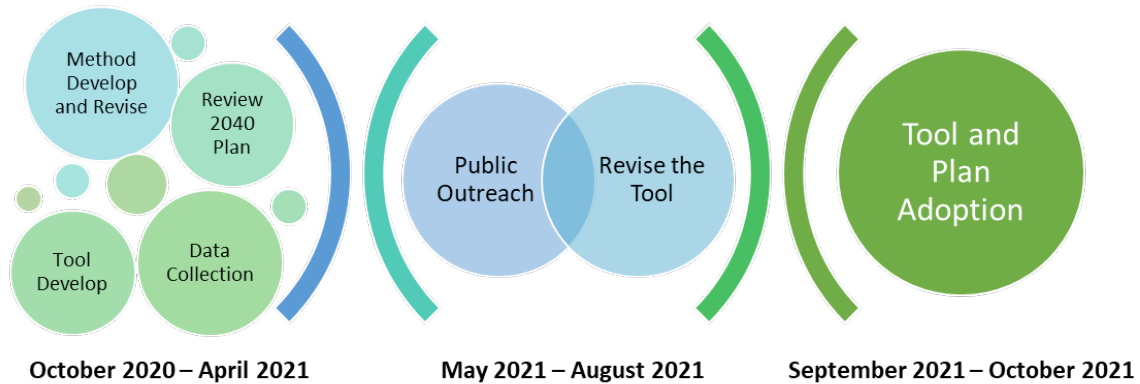 Method
Develop
and Revise
Review
2040
Plan
Tool
Develop
Data
Collection
October 2020 – April 2021
Public
Outreach
Revise the
Tool
May 2021 – August 2021
Tool and
Plan
Adoption
September 2021 – October 2021